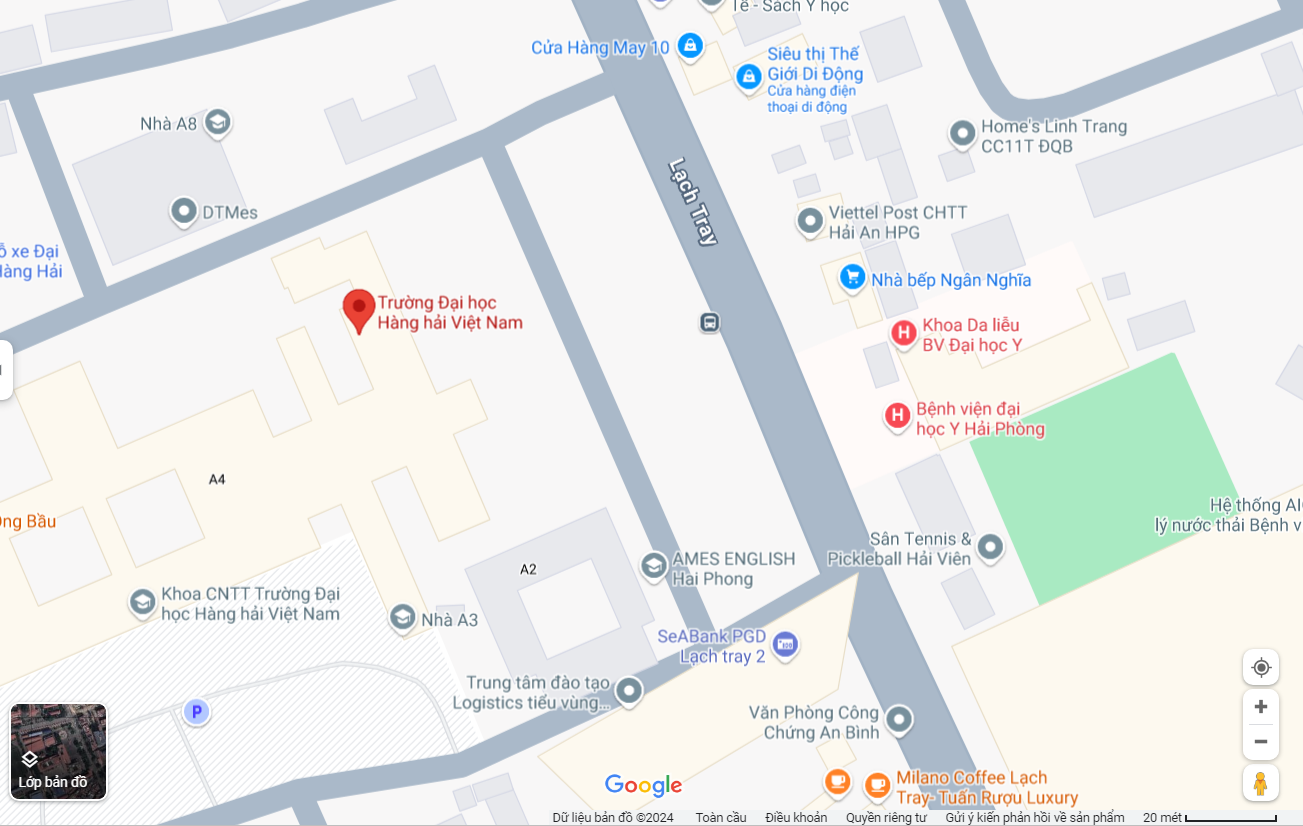 Tế - Sách Y học
Cửa Hàng May 10
Siêu thị Thế
Giới Di Động
Cửa hàng điện
thoại di động
Nhà A8
Home's Linh Trang
CC11T ĐQB
Lạch Tray
DTMes
Viettel Post CHTT
Hải An HPG
ỗ xe Đại
Hàng Hải
Nhà bếp Ngân Nghĩa
Trường Đại học
Hàng hải Việt Nam
Khoa Da liễu
BV Đại học Y
Bệnh viện đại
học Y Hải Phòng
A4
Ông Bầu
Hệ thống AI
lý nước thải Bệnh v
Sân Tennis &
Pickleball Hải Viên
A2
AMES ENGLISH
Hai Phong
Khoa CNTT Trường Đại
học Hàng hải Việt Nam
Nhà A3
SeABank PGD
Lạch tray 2
Trung tâm đào tạo
Logistics tiểu vùng...
P
Văn Phòng Công
Chứng An Bình
Milano Coffee Lạch
Tray- Tuấn Rượu Luxury
Lớp bản đồ
Google
Dữ liệu bản đồ ©2024 Toàn cầu Điều khoản Quyền riêng tư Gửi ý kiến phản hồi về sản phẩm 20 mét